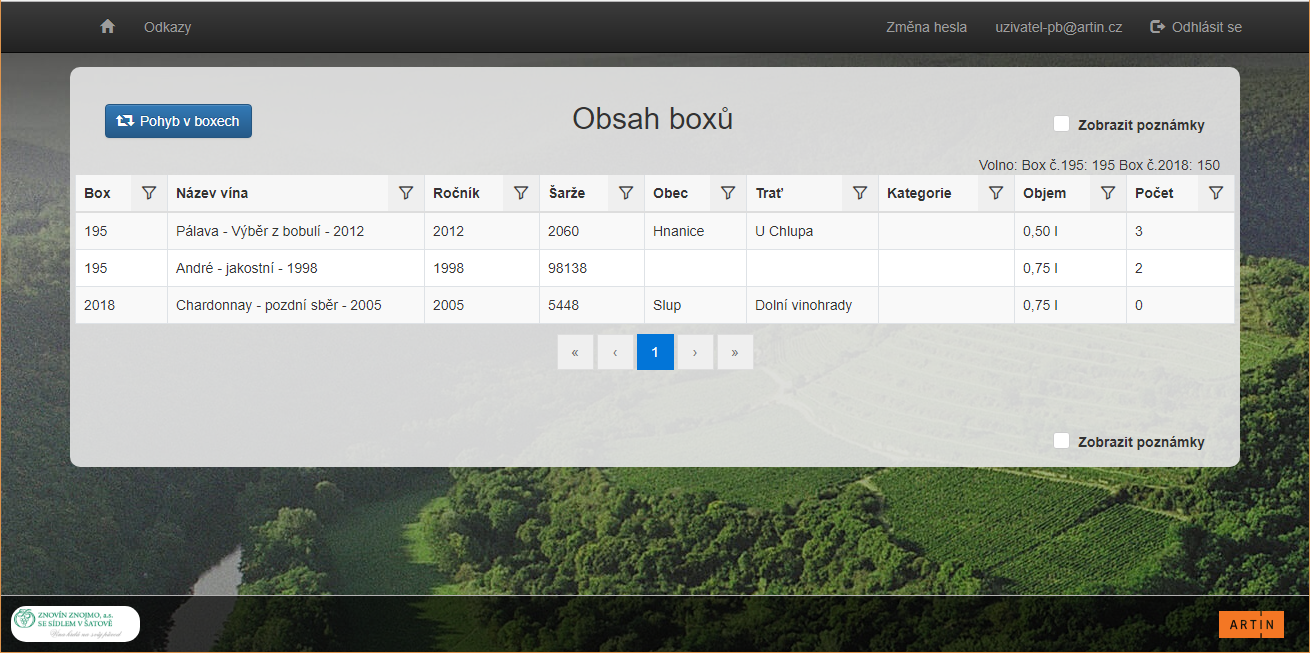 Odkazy Změna hesla uzivatel-pb@artin.cz Odhlásit se
Pohyb v boxech
Obsah boxů
Zobrazit poznámky
Volno: Box č.195: 195 Box č.2018: 150
Box Název vína Ročník Šarže Obec Trať Kategorie Objem Počet
195 Pálava - Výběr z bobulí - 2012 2012 2060 Hnanice U Chlupa 0,50 l 3
195 André - jakostní - 1998 1998 98138 0,75 l 2
2018 Chardonnay - pozdní sběr - 2005 2005 5448 Slup Dolní vinohrady 0,75 l 0
« ‹ 1 › »
Zobrazit poznámky
ZNOVÍN ZNOJMO, a.s.
SE SÍDLEM V ŠATOVĚ
ARTIN